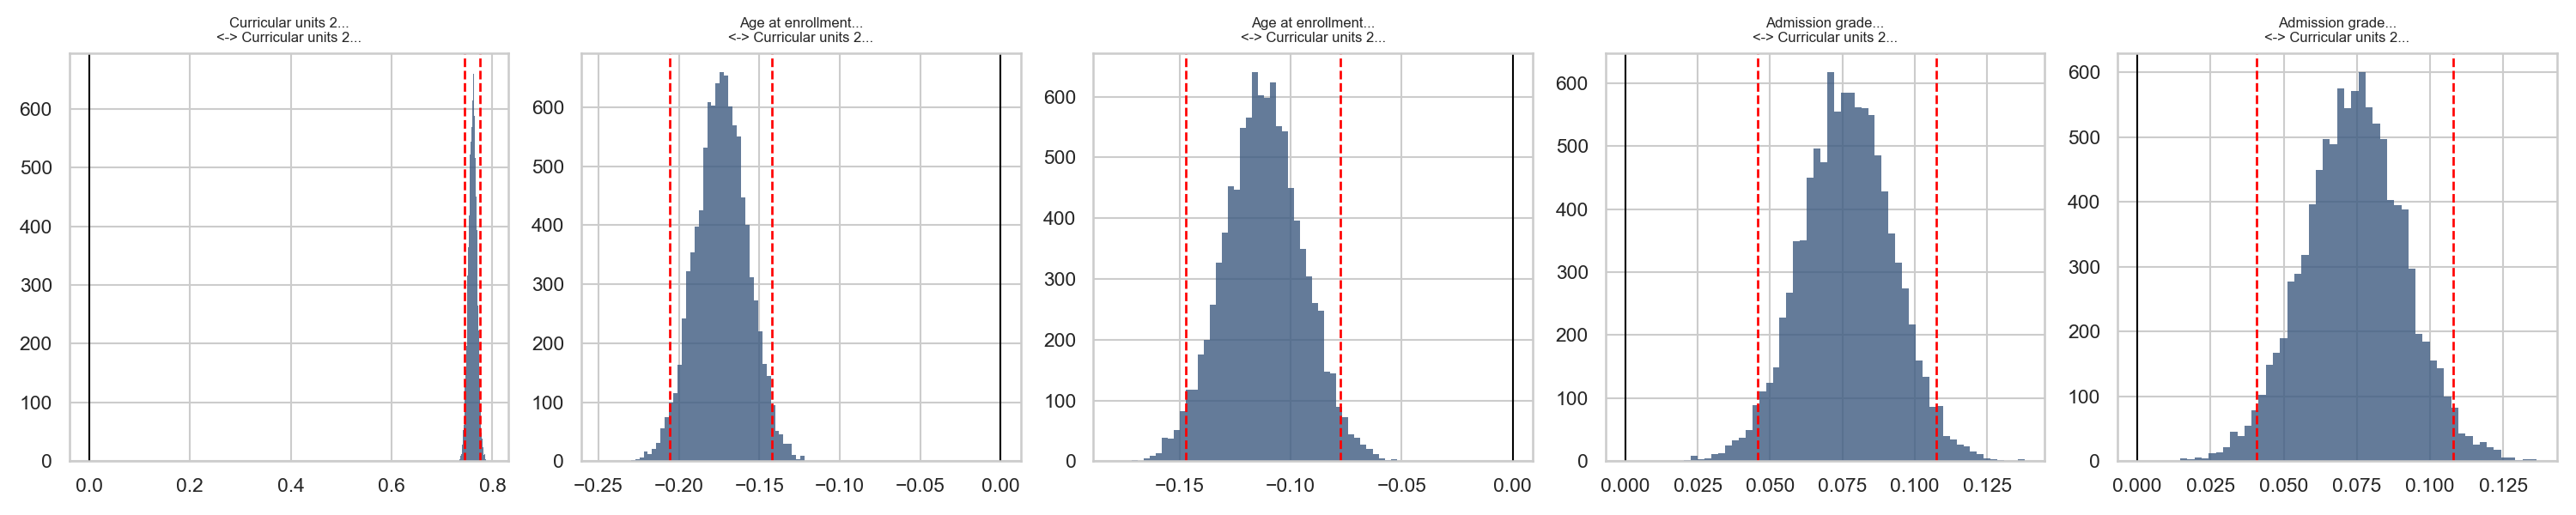 Curricular units 2...
<-> Curricular units 2...
600
500
400
300
200
100
0
0.0 0.2 0.4 0.6 0.8
Age at enrollment...
<-> Curricular units 2...
600
500
400
300
200
100
0
−0.25 −0.20 −0.15 −0.10 −0.05 0.00
Age at enrollment...
<-> Curricular units 2...
600
500
400
300
200
100
0
−0.15 −0.10 −0.05 0.00
Admission grade...
<-> Curricular units 2...
600
500
400
300
200
100
0
0.000 0.025 0.050 0.075 0.100 0.125
Admission grade...
<-> Curricular units 2...
600
500
400
300
200
100
0
0.000 0.025 0.050 0.075 0.100 0.125